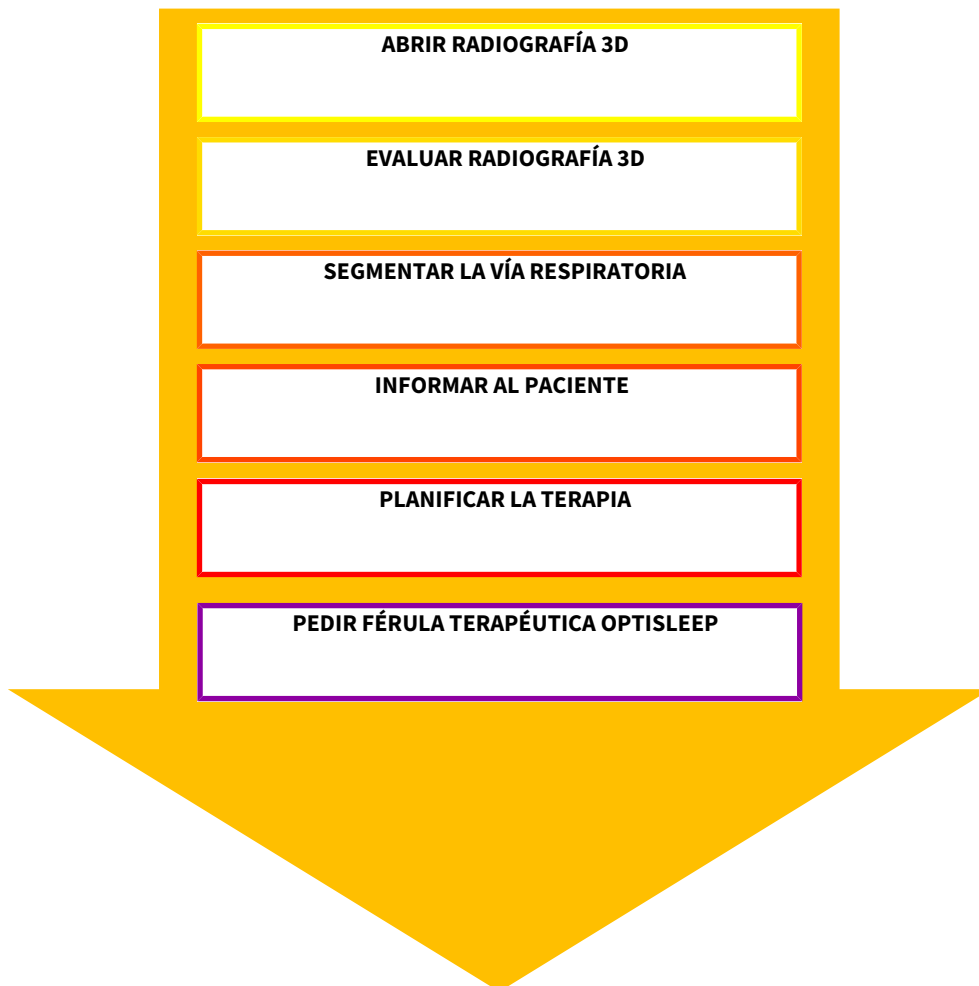 ABRIR RADIOGRAFÍA 3D
EVALUAR RADIOGRAFÍA 3D
SEGMENTAR LA VÍA RESPIRATORIA
INFORMAR AL PACIENTE
PLANIFICAR LA TERAPIA
PEDIR FÉRULA TERAPÉUTICA OPTISLEEP